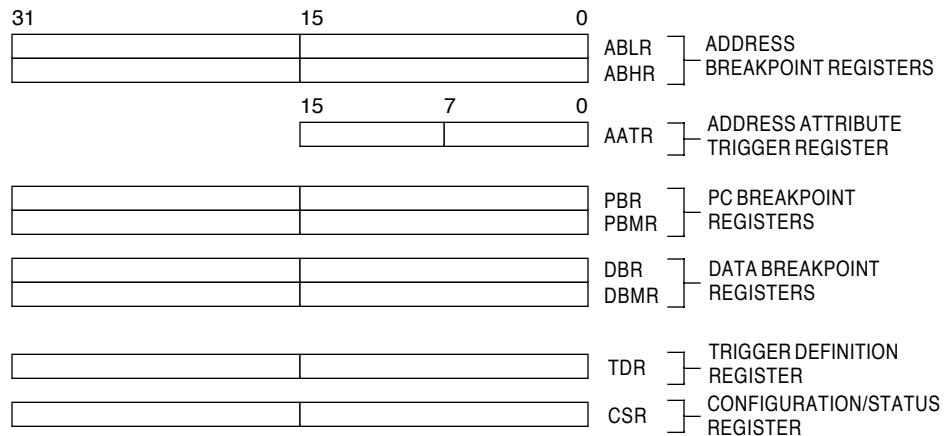 31 15 0
ABLR ADDRESS
ABHR BREAKPOINT REGISTERS
15 7 0
AATR ADDRESS ATTRIBUTE
TRIGGER REGISTER
PBR PC BREAKPOINT
PBMR REGISTERS
DBR DATA BREAKPOINT
DBMR REGISTERS
TDR TRIGGER DEFINITION
REGISTER
CSR CONFIGURATION/STATUS
REGISTER